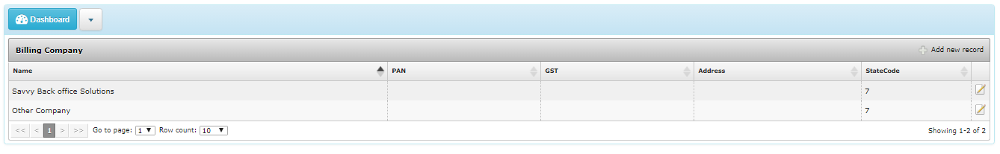 Dashboard
Billing Company Add new record
Name PAN GST Address StateCode
Savvy Back office Solutions 7
Other Company 7
<< < 1 > >> Go to page: 1 Row count: 10 Showing 1-2 of 2